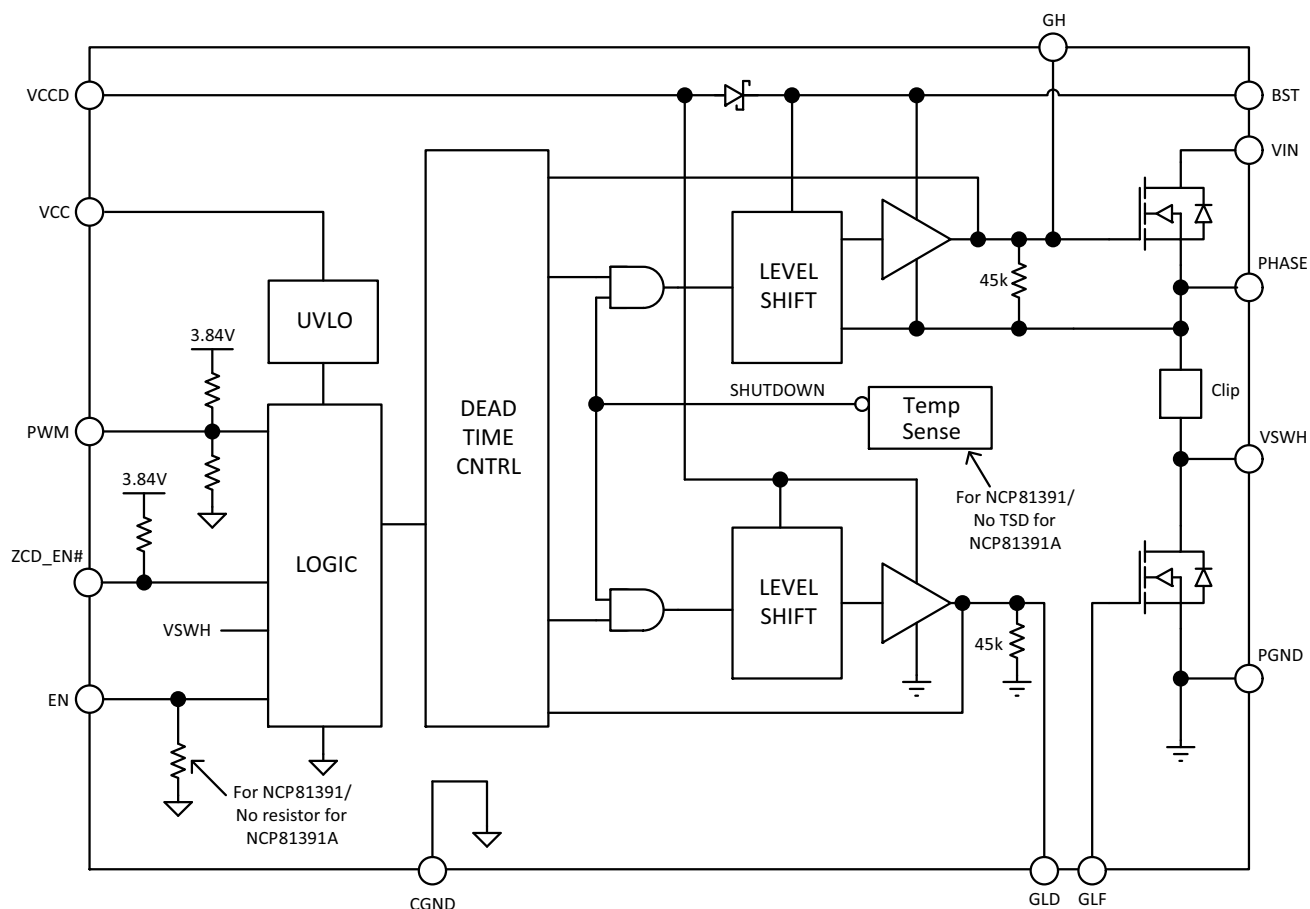 GH
VCCD
BST
VIN
VCC
LEVEL
SHIFT
45k
PHASE
UVLO
3.84V
SHUTDOWN
Temp
Sense
Clip
DEAD
TIME
CNTRL
PWM
VSWH
3.84V
For NCP81391/
No TSD for
NCP81391A
ZCD_EN#
LOGIC
LEVEL
SHIFT
VSWH
45k
PGND
EN
For NCP81391/
No resistor for
NCP81391A
CGND
GLD
GLF